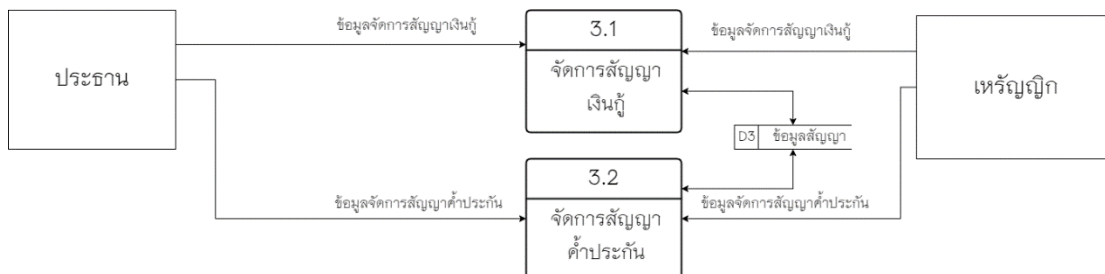 ประธาน
ข้อมูลจัดการสัญญาเงินกู้
3.1
จัดการสัญญา
เงินกู้
ข้อมูลจัดการสัญญาเงินกู้
เหรัญญิก
D3 ข้อมูลสัญญา
ข้อมูลจัดการสัญญาค้ำประกัน
3.2
จัดการสัญญา
ค้ำประกัน
ข้อมูลจัดการสัญญาค้ำประกัน